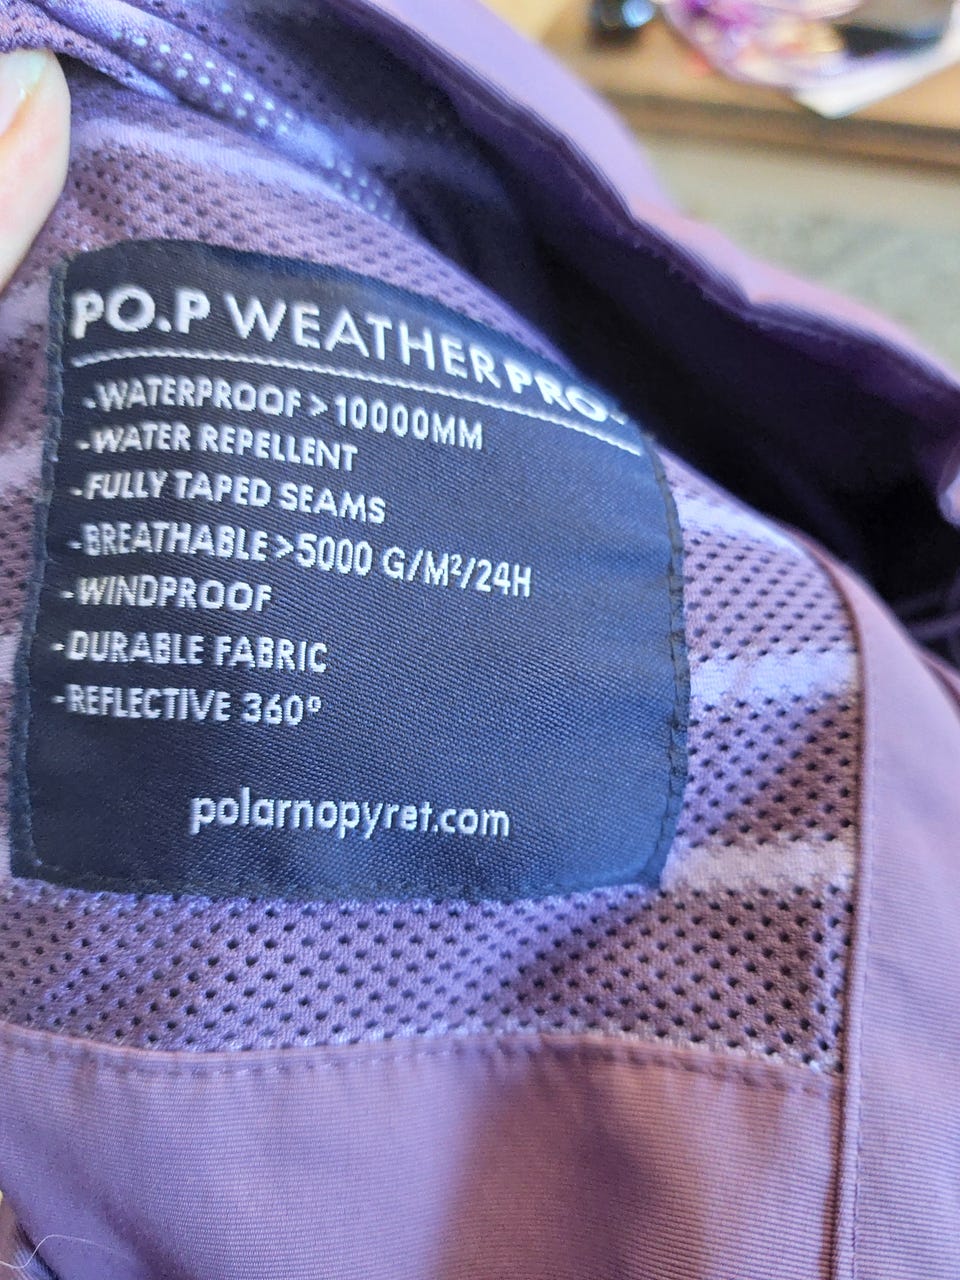 PO.P WEATHERPRO
-WATERPROOF >10000MM
-WATER REPELLENT
-FULLY TAPED SEAMS
-BREATHABLE >5000 G/M²/24H
-WINDPROOF
-DURABLE FABRIC
-REFLECTIVE 360°
polarnopyret.com